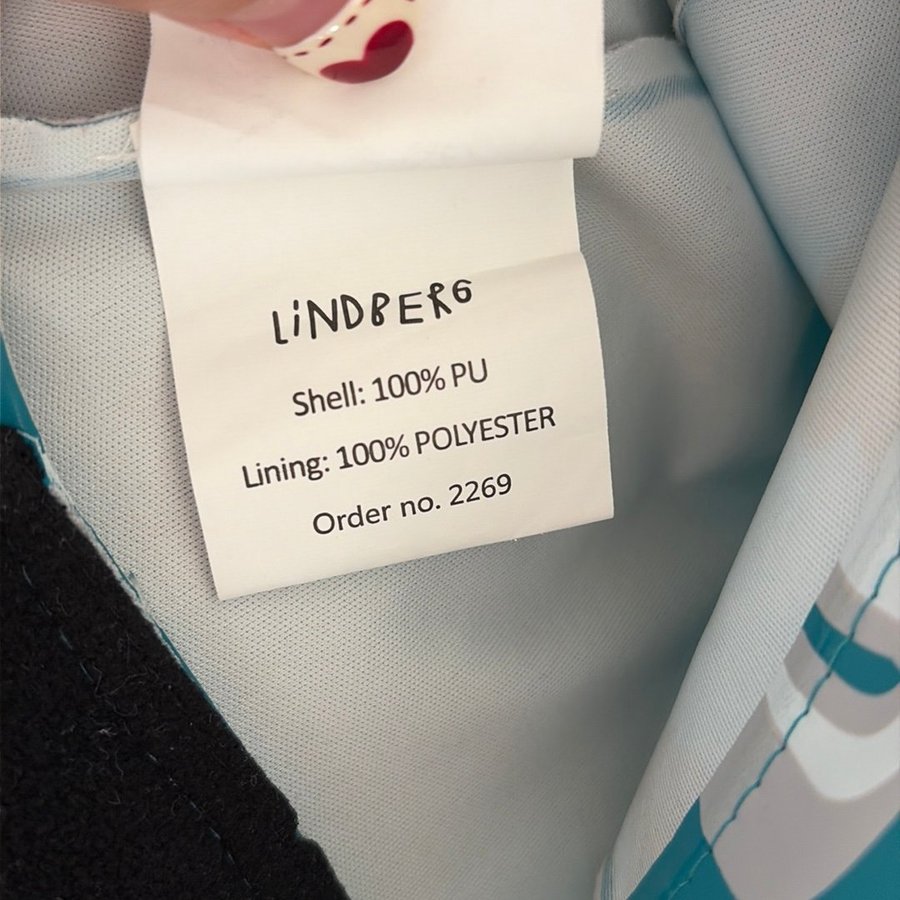 LiNDBERG
Shell: 100% PU
Lining: 100% POLYESTER
Order no. 2269